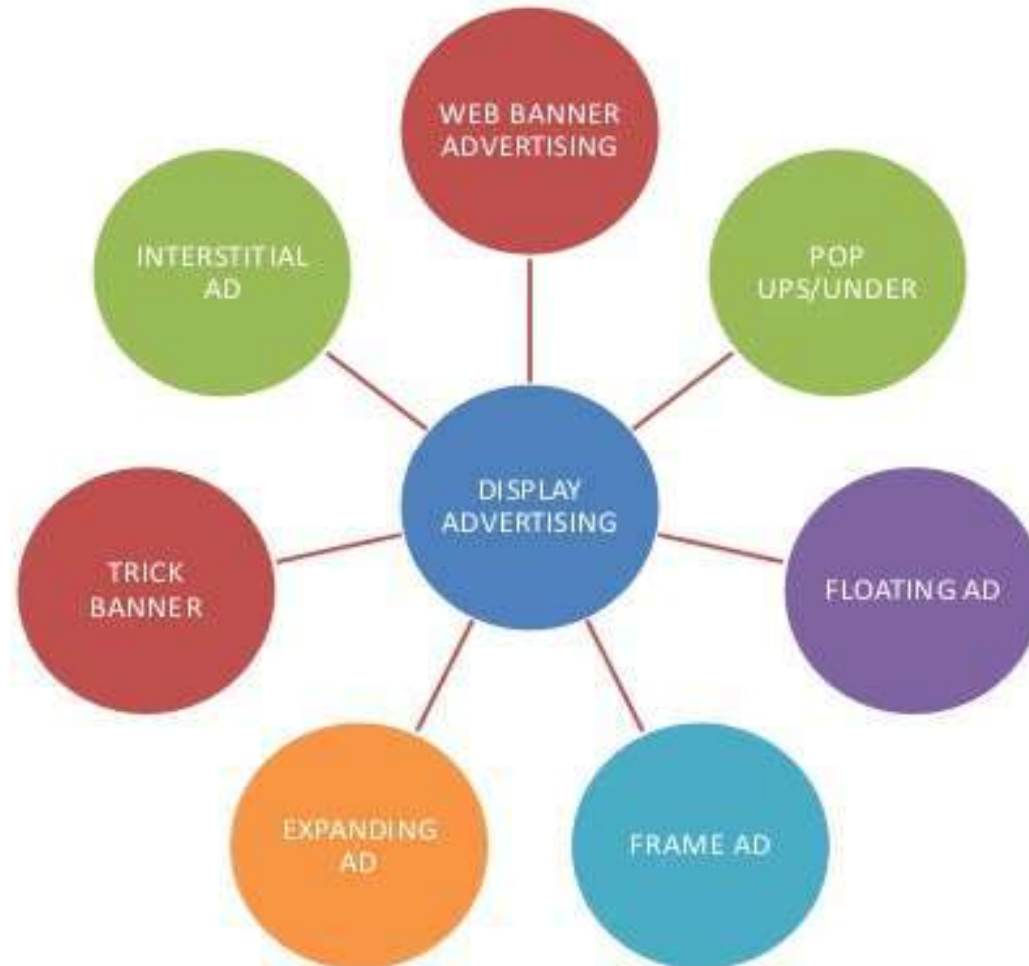 WEB BANNER
ADVERTISING
POP
UPS/UNDER
FLOATING AD
FRAME AD
EXPANDING
AD
TRICK
BANNER
INTERSTITIAL
AD
DISPLAY
ADVERTISING